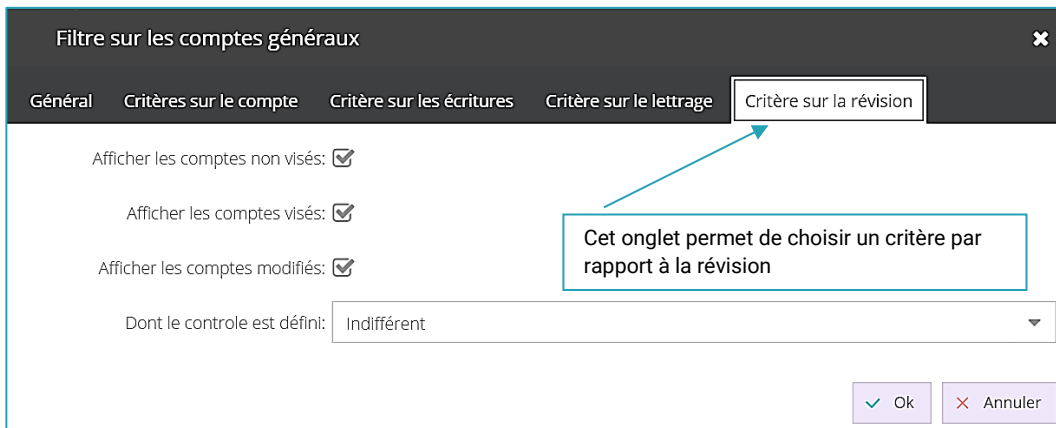 Filtre sur les comptes généraux
Général Critères sur le compte Critère sur les écritures Critère sur le lettrage Critère sur la révision
Afficher les comptes non visés:
Afficher les comptes visés:
Cet onglet permet de choisir un critère par
rapport à la révision
Afficher les comptes modifiés:
Dont le controle est défini: Indifférent
Ok Annuler